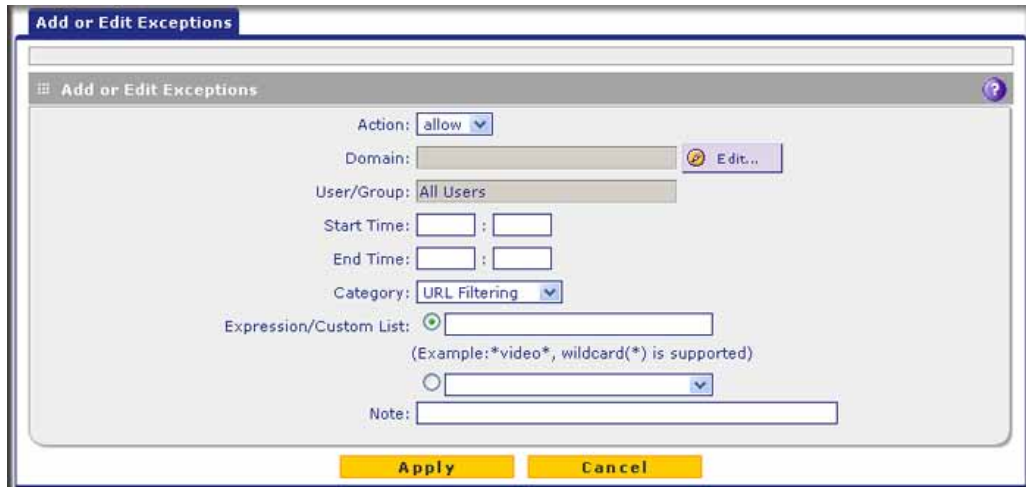 Add or Edit Exceptions
Add or Edit Exceptions
?
Action: allow
Domain: Edit...
User/Group: All Users
Start Time: :
End Time: :
Category: URL Filtering
Expression/Custom List:
(Example:*video*, wildcard(*) is supported)
Note:
Apply Cancel